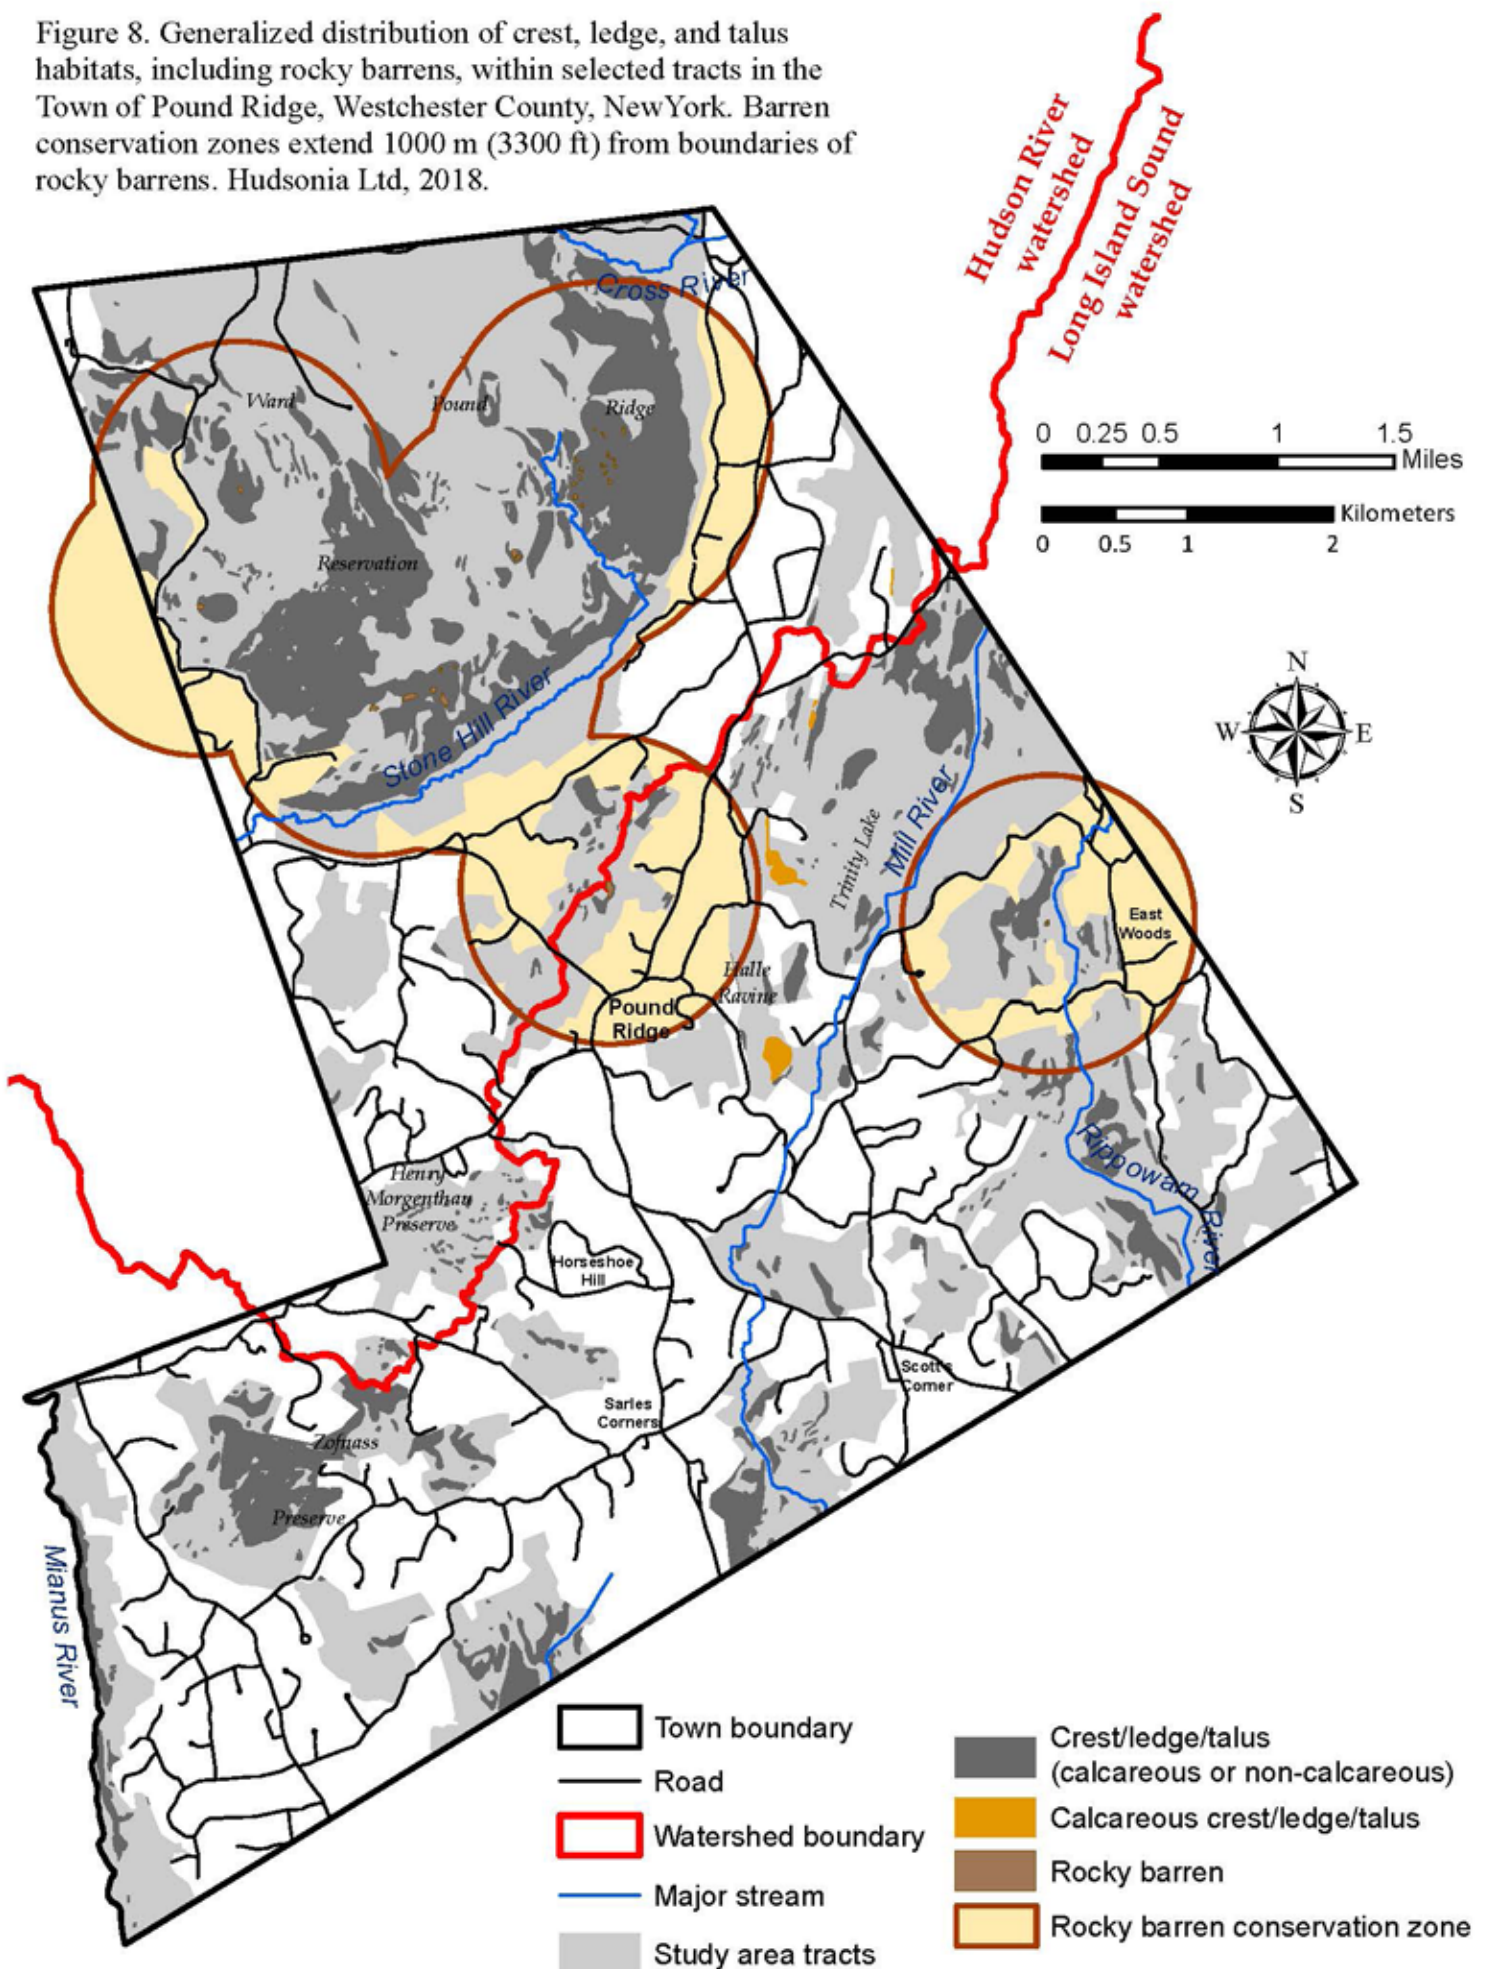 Figure 8. Generalized distribution of crest, ledge, and talus
habitats, including rocky barrens, within selected tracts in the
Town of Pound Ridge, Westchester County, NewYork. Barren
conservation zones extend 1000 m (3300 ft) from boundaries of
rocky barrens. Hudsonia Ltd, 2018.
Hudson River
watershed
Long Island Sound
watershed
Cross River
Ward
Pound
Ridge
Reservation
0 0.25 0.5 1 1.5
Miles
Kilometers
0 0.5 1 2
N
W E
S
Stone Hill River
Mill River
Trinity Lake
East
Woods
Halle
Ravine
Pound
Ridge
Rippowam River
Henry
Morgenthau
Preserve
Horseshoe
Hill
Scott's
Corner
Sarles
Corners
Zofnass
Preserve
Mianus River
Town boundary
Road
Watershed boundary
Major stream
Study area tracts
Crest/ledge/talus
(calcareous or non-calcareous)
Calcareous crest/ledge/talus
Rocky barren
Rocky barren conservation zone